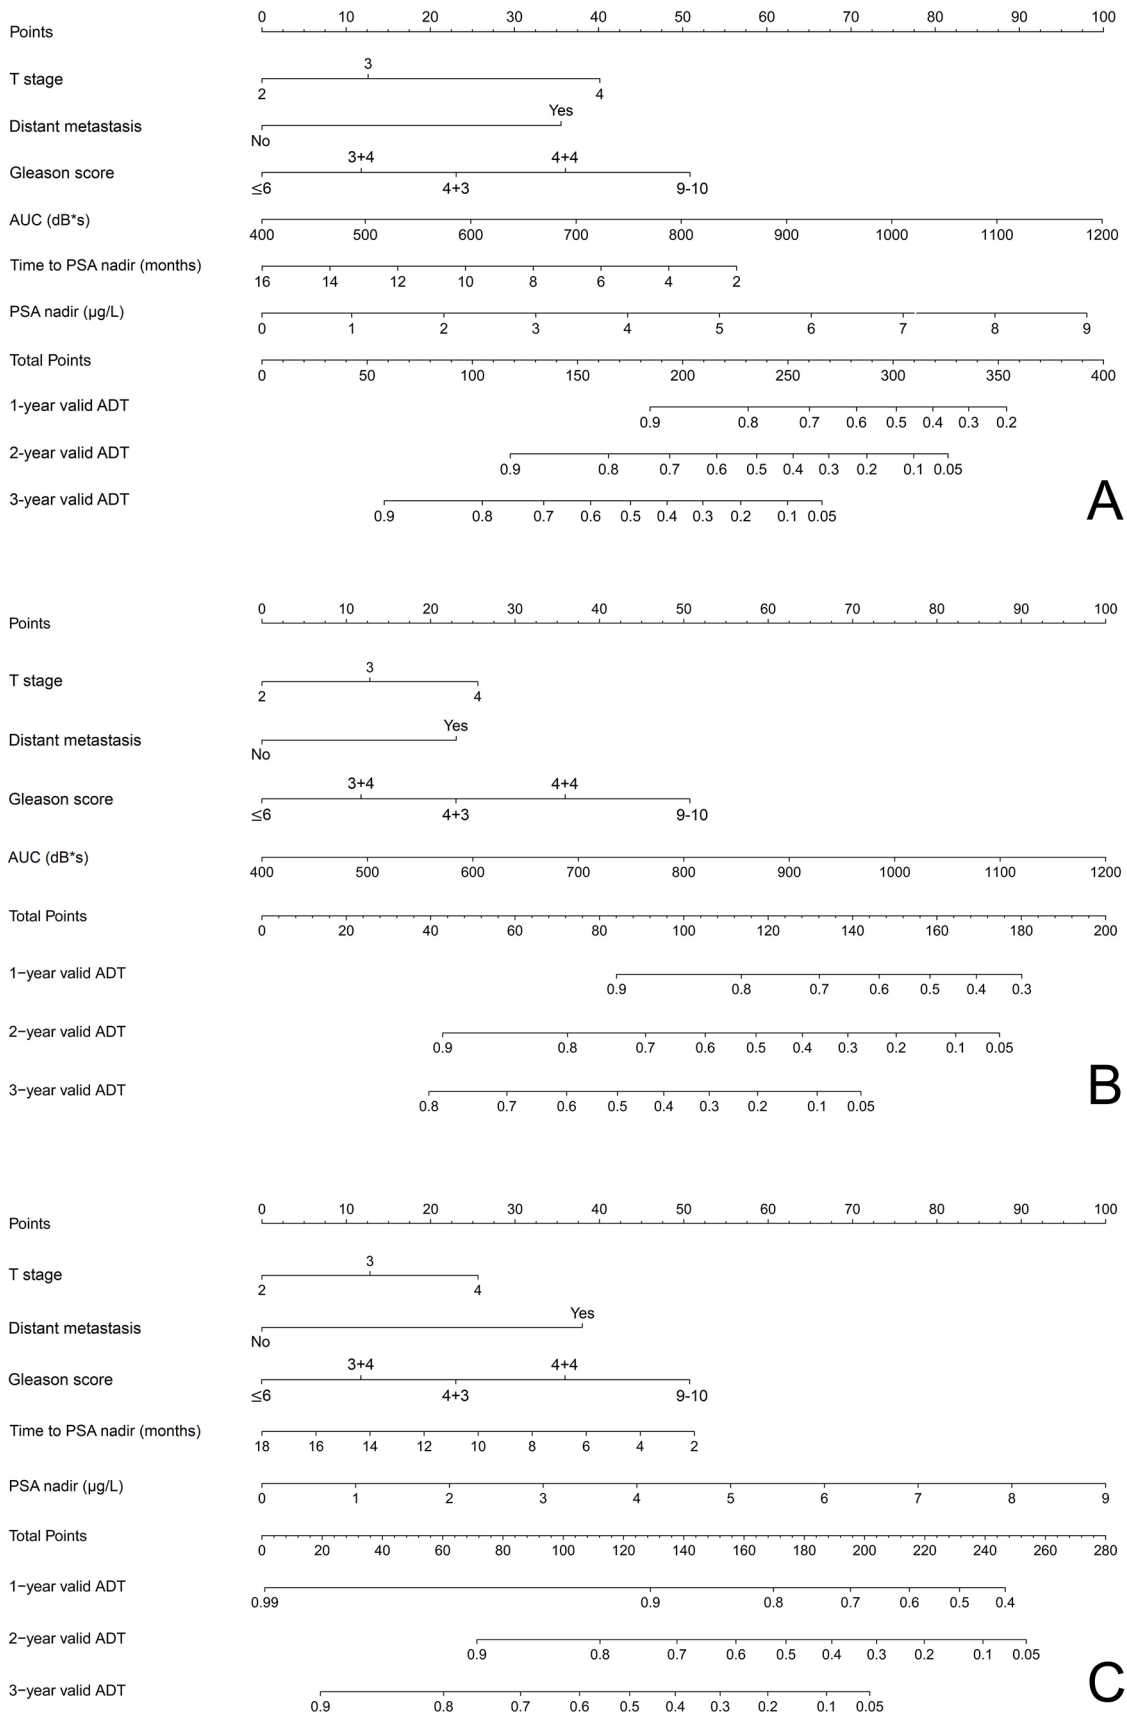 0 10 20 30 40 50 60 70 80 90 100
Points
3
T stage
2 4
Yes
Distant metastasis
No
3+4 4+4
Gleason score
≤6 4+3 9-10
AUC (dB*s)
400 500 600 700 800 900 1000 1100 1200
Time to PSA nadir (months)
16 14 12 10 8 6 4 2
PSA nadir (μg/L)
0 1 2 3 4 5 6 7 8 9
Total Points
0 50 100 150 200 250 300 350 400
1-year valid ADT
0.9 0.8 0.7 0.6 0.5 0.4 0.3 0.2
2-year valid ADT
0.9 0.8 0.7 0.6 0.5 0.4 0.3 0.2 0.1 0.05
3-year valid ADT
0.9 0.8 0.7 0.6 0.5 0.4 0.3 0.2 0.1 0.05
A
0 10 20 30 40 50 60 70 80 90 100
Points
3
T stage
2 4
Yes
Distant metastasis
No
3+4 4+4
Gleason score
≤6 4+3 9-10
AUC (dB*s)
400 500 600 700 800 900 1000 1100 1200
Total Points
0 20 40 60 80 100 120 140 160 180 200
1−year valid ADT
0.9 0.8 0.7 0.6 0.5 0.4 0.3
2−year valid ADT
0.9 0.8 0.7 0.6 0.5 0.4 0.3 0.2 0.1 0.05
3−year valid ADT
0.8 0.7 0.6 0.5 0.4 0.3 0.2 0.1 0.05
B
0 10 20 30 40 50 60 70 80 90 100
Points
3
T stage
2 4
Yes
Distant metastasis
No
3+4 4+4
Gleason score
≤6 4+3 9-10
Time to PSA nadir (months)
18 16 14 12 10 8 6 4 2
PSA nadir (μg/L)
0 1 2 3 4 5 6 7 8 9
Total Points
0 20 40 60 80 100 120 140 160 180 200 220 240 260 280
1−year valid ADT
0.99 0.9 0.8 0.7 0.6 0.5 0.4
2−year valid ADT
0.9 0.8 0.7 0.6 0.5 0.4 0.3 0.2 0.1 0.05
3−year valid ADT
0.9 0.8 0.7 0.6 0.5 0.4 0.3 0.2 0.1 0.05
C